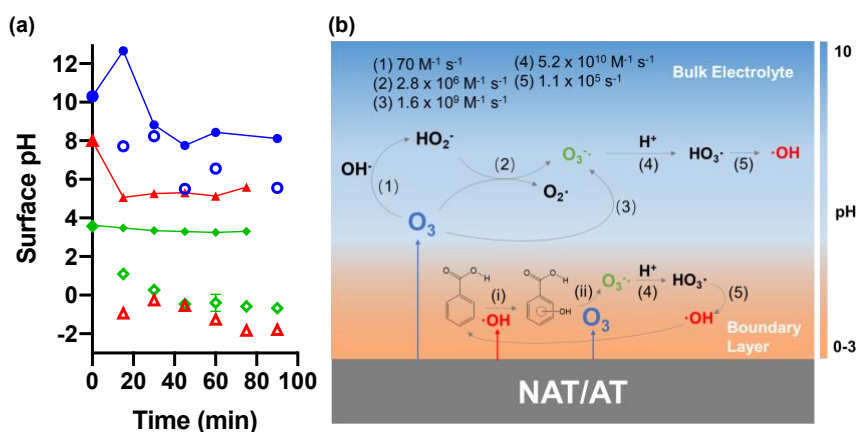 (a)
Surface pH
12
10
8
6
4
2
0
-2
0 20 40 60 80 100
Time (min)
(b)
(1) 70 M⁻¹ s⁻¹ (4) 5.2 x 10¹⁰ M⁻¹ s⁻¹
(2) 2.8 x 10⁶ M⁻¹ s⁻¹ (5) 1.1 x 10⁵ s⁻¹
(3) 1.6 x 10⁹ M⁻¹ s⁻¹
Bulk Electrolyte
HO₂⁻
OH⁻
(1)
(2)
O₃⁻·
H⁺
(4)
HO₃·
(5)
·OH
O₂·
(3)
O₃
O
O
H
(i)
·OH
O
O
H
OH
(ii)
O₃
O₃⁻·
H⁺
(4)
HO₃·
(5)
·OH
Boundary
Layer
NAT/AT
10
pH
0-3